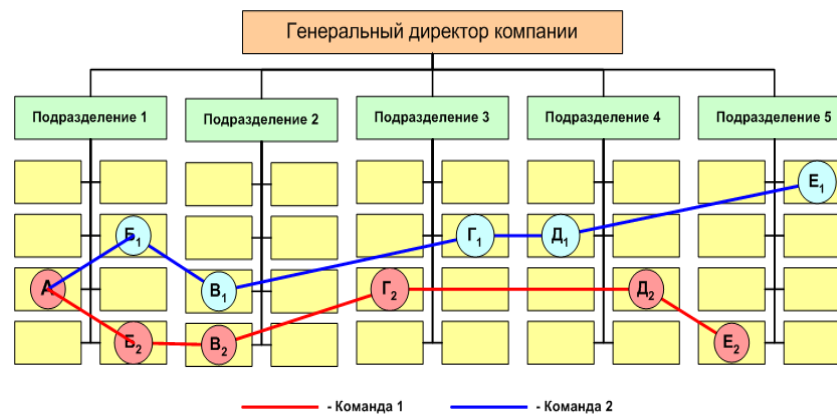 Генеральный директор компании
Подразделение 1
Подразделение 2
Подразделение 3
Подразделение 4
Подразделение 5
Е₁
Б₁
Г₁
Д₁
А
В₁
Г₂
Д₂
Б₂
В₂
Е₂
- Команда 1
- Команда 2